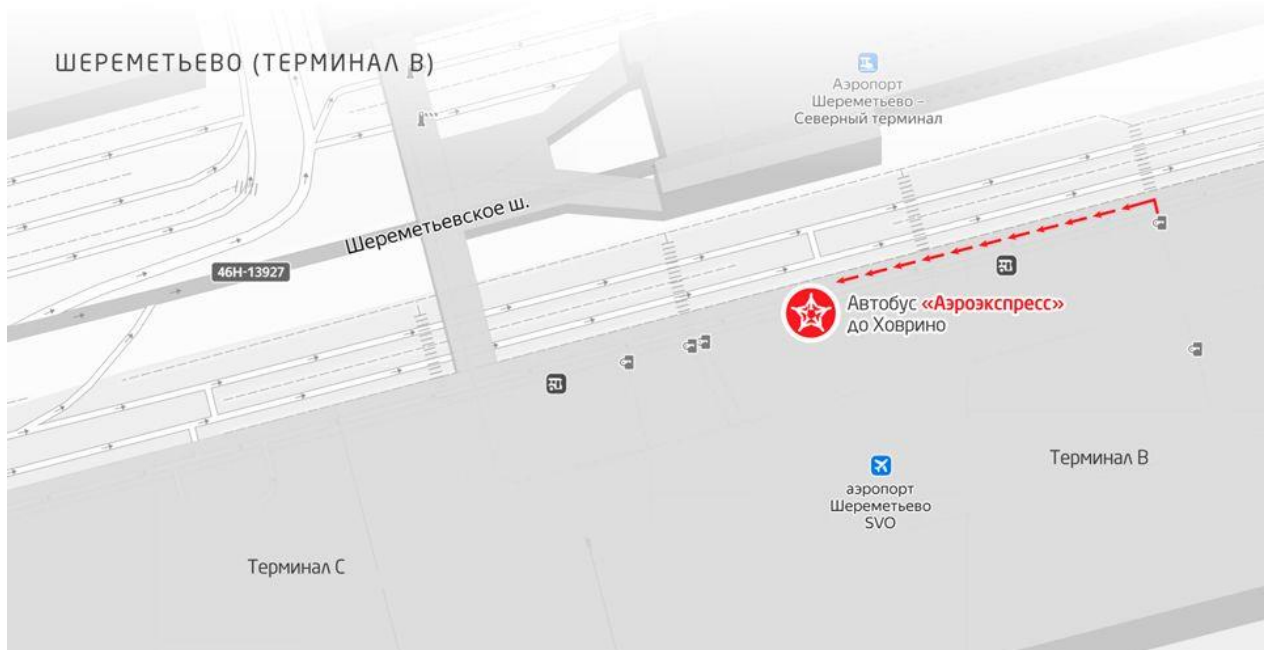 ШЕРЕМЕТЬЕВО (ТЕРМИНАЛ B)
Аэропорт
Шереметьево –
Северный терминал
Шереметьевское ш.
46Н-13927
Автобус «Аэроэкспресс»
до Ховрино
Терминал B
аэропорт
Шереметьево
SVO
Терминал C